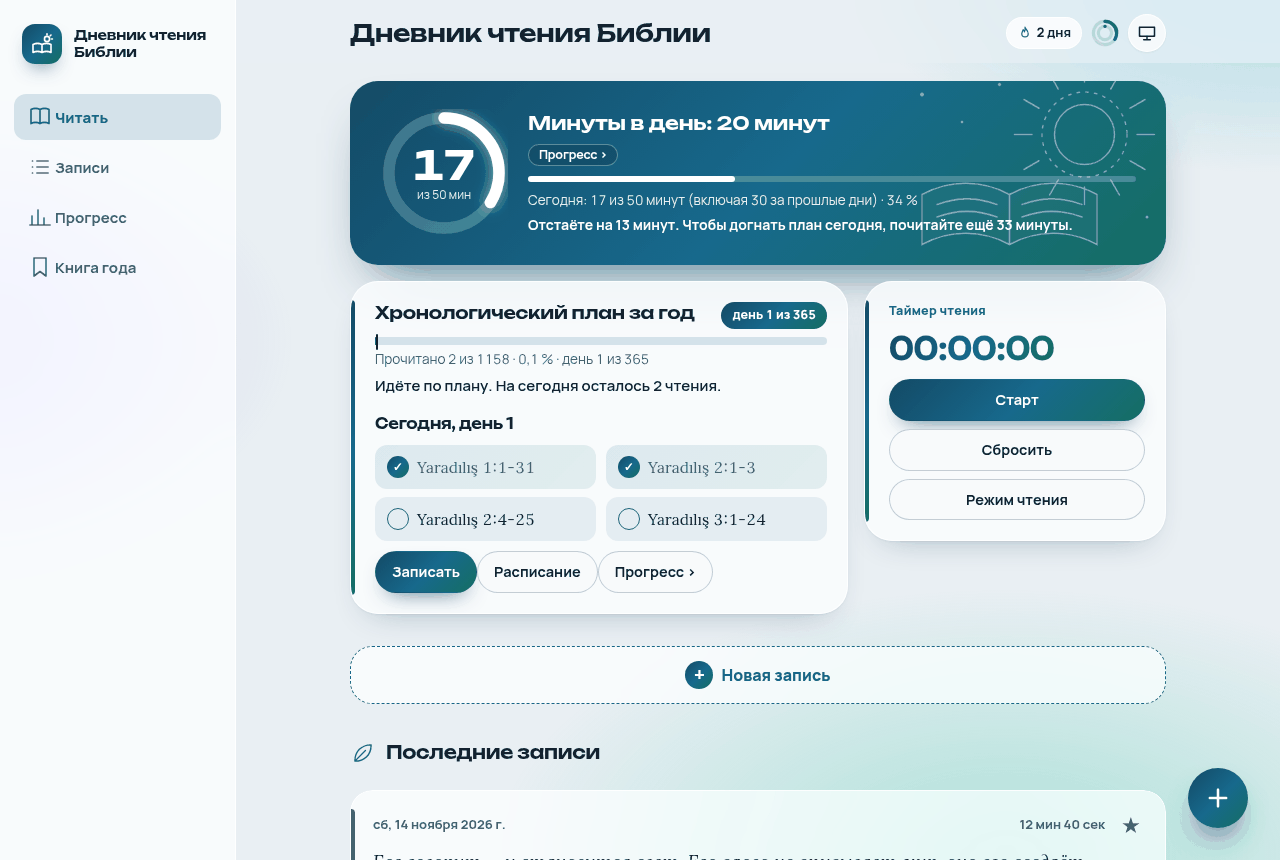 Дневник чтения
Библии
Читать
Записи
Прогресс
Книга года
Дневник чтения Библии
2 дня
17
из 50 мин
Минуты в день: 20 минут
Прогресс ›
Сегодня: 17 из 50 минут (включая 30 за прошлые дни) · 34 %
Отстаёте на 13 минут. Чтобы догнать план сегодня, почитайте ещё 33 минуты.
Хронологический план за год
день 1 из 365
Прочитано 2 из 1158 · 0,1 % · день 1 из 365
Идёте по плану. На сегодня осталось 2 чтения.
Сегодня, день 1
Yaradılış 1:1-31
Yaradılış 2:1-3
Yaradılış 2:4-25
Yaradılış 3:1-24
Записать
Расписание
Прогресс ›
Таймер чтения
00:00:00
Старт
Сбросить
Режим чтения
Новая запись
Последние записи
сб, 14 ноября 2026 г.
12 мин 40 сек